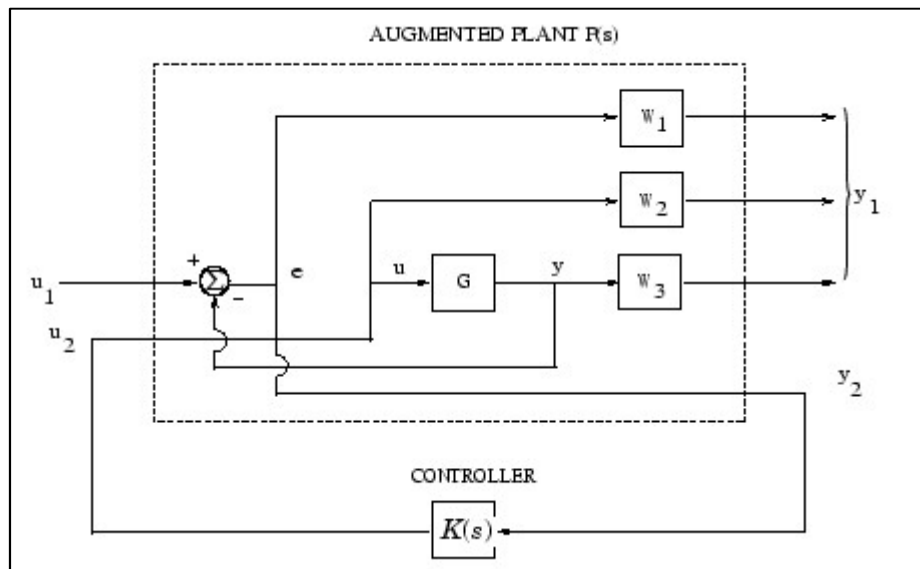 AUGMENTED PLANT P(s)
W1
W2
y1
+
e
u
G
y
W3
u1
Σ
-
u2
y2
CONTROLLER
K(s)